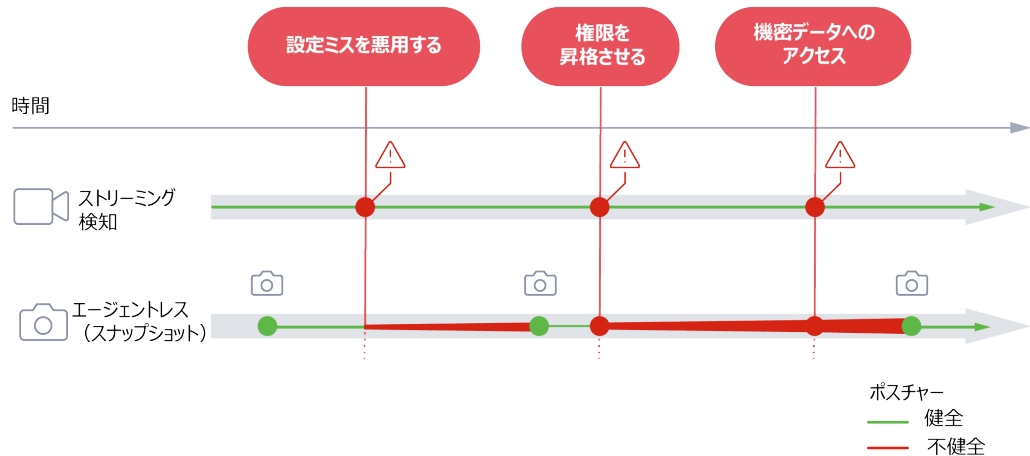 設定ミスを悪用する
権限を
昇格させる
機密データへの
アクセス
時間
ストリーミング
検知
エージェントレス
（スナップショット）
ポスチャー
健全
不健全